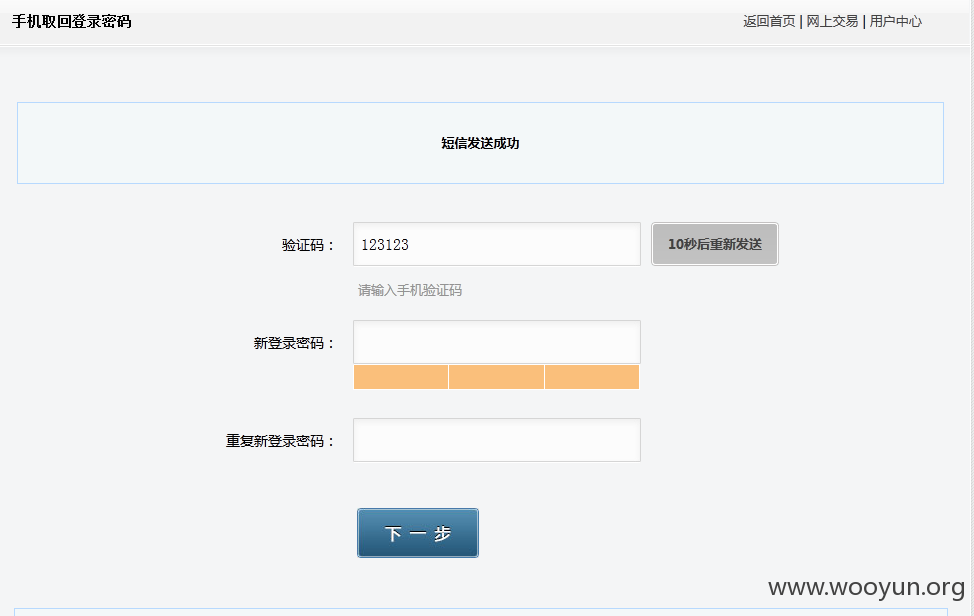 手机取回登录密码
返回首页 | 网上交易 | 用户中心
短信发送成功
验证码： 123123 10秒后重新发送
请输入手机验证码
新登录密码：
重复新登录密码：
下一步
www.wooyun.org